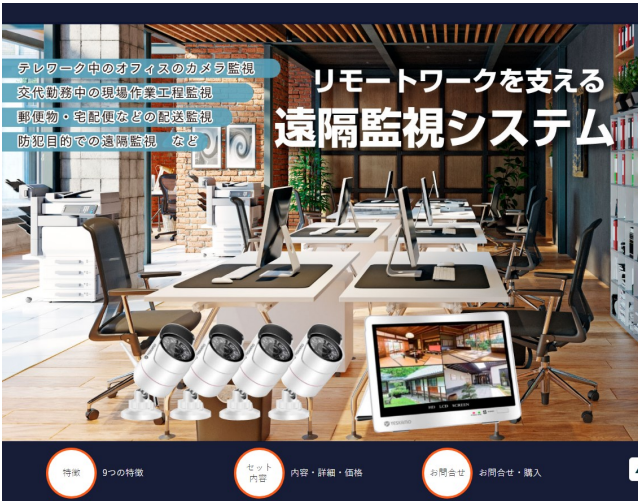 テレワーク中のオフィスのカメラ監視
交代勤務中の現場作業工程監視
郵便物・宅配便などの配送監視
防犯目的での遠隔監視 など
リモートワークを支える
遠隔監視システム
HD LCD SCREEN
特徴
9つの特徴
セット
内容
内容・詳細・価格
お問合せ
お問合せ・購入